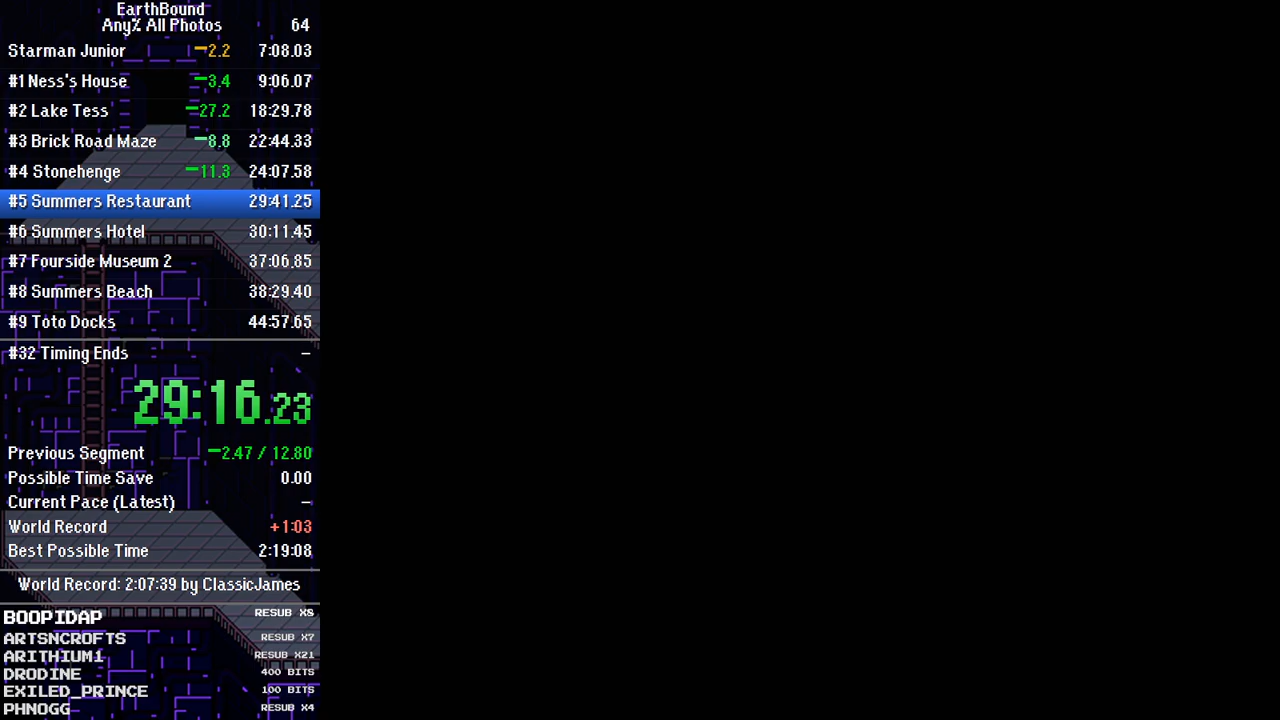 EarthBound
Any% All Photos 64
Starman Junior −2.2 7:08.03
#1 Ness's House −3.4 9:06.07
#2 Lake Tess −27.2 18:29.78
#3 Brick Road Maze −8.8 22:44.33
#4 Stonehenge −11.3 24:07.58
#5 Summers Restaurant 29:41.25
#6 Summers Hotel 30:11.45
#7 Fourside Museum 2 37:06.85
#8 Summers Beach 38:29.40
#9 Toto Docks 44:57.65
#32 Timing Ends –
29:16.23
Previous Segment −2.47 / 12.80
Possible Time Save 0.00
Current Pace (Latest) –
World Record +1:03
Best Possible Time 2:19:08
World Record: 2:07:39 by ClassicJames
BOOPIDAP RESUB X8
ARTSNCROFTS RESUB X7
ARITHIUM1 RESUB X21
DRODINE 400 BITS
EXILED_PRINCE 100 BITS
PHNOGG RESUB X4